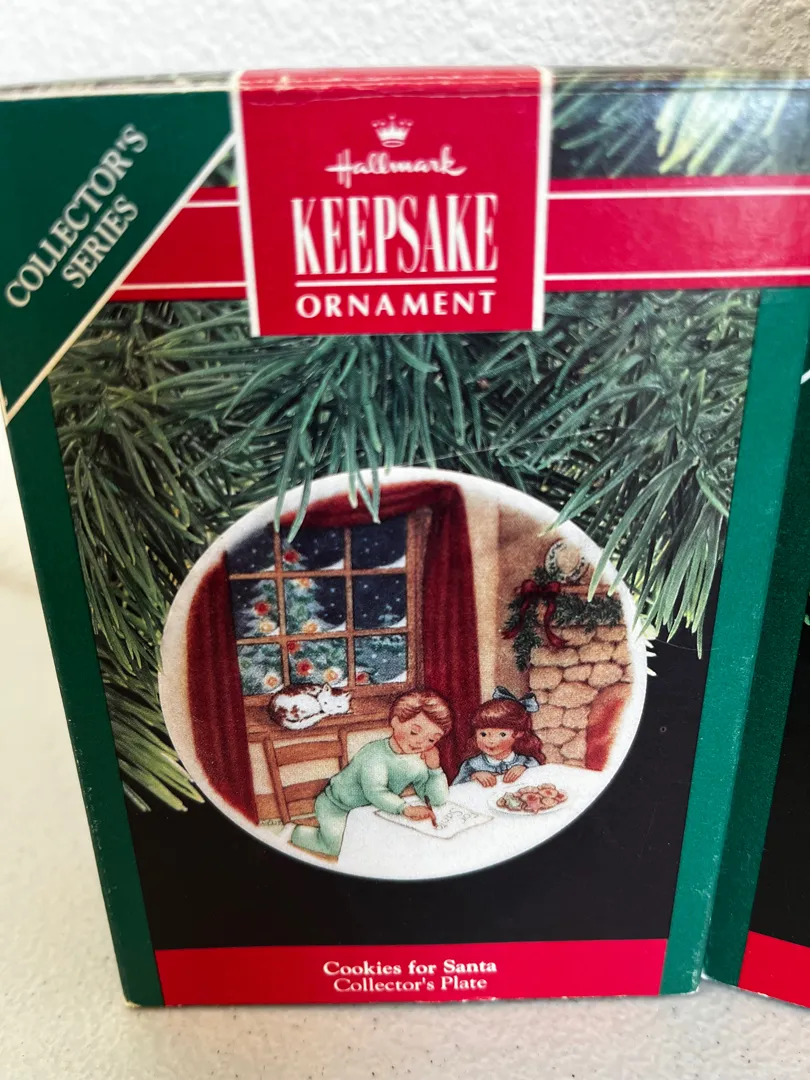 COLLECTOR'S
SERIES
Hallmark
KEEPSAKE
ORNAMENT
Cookies for Santa
Collector's Plate